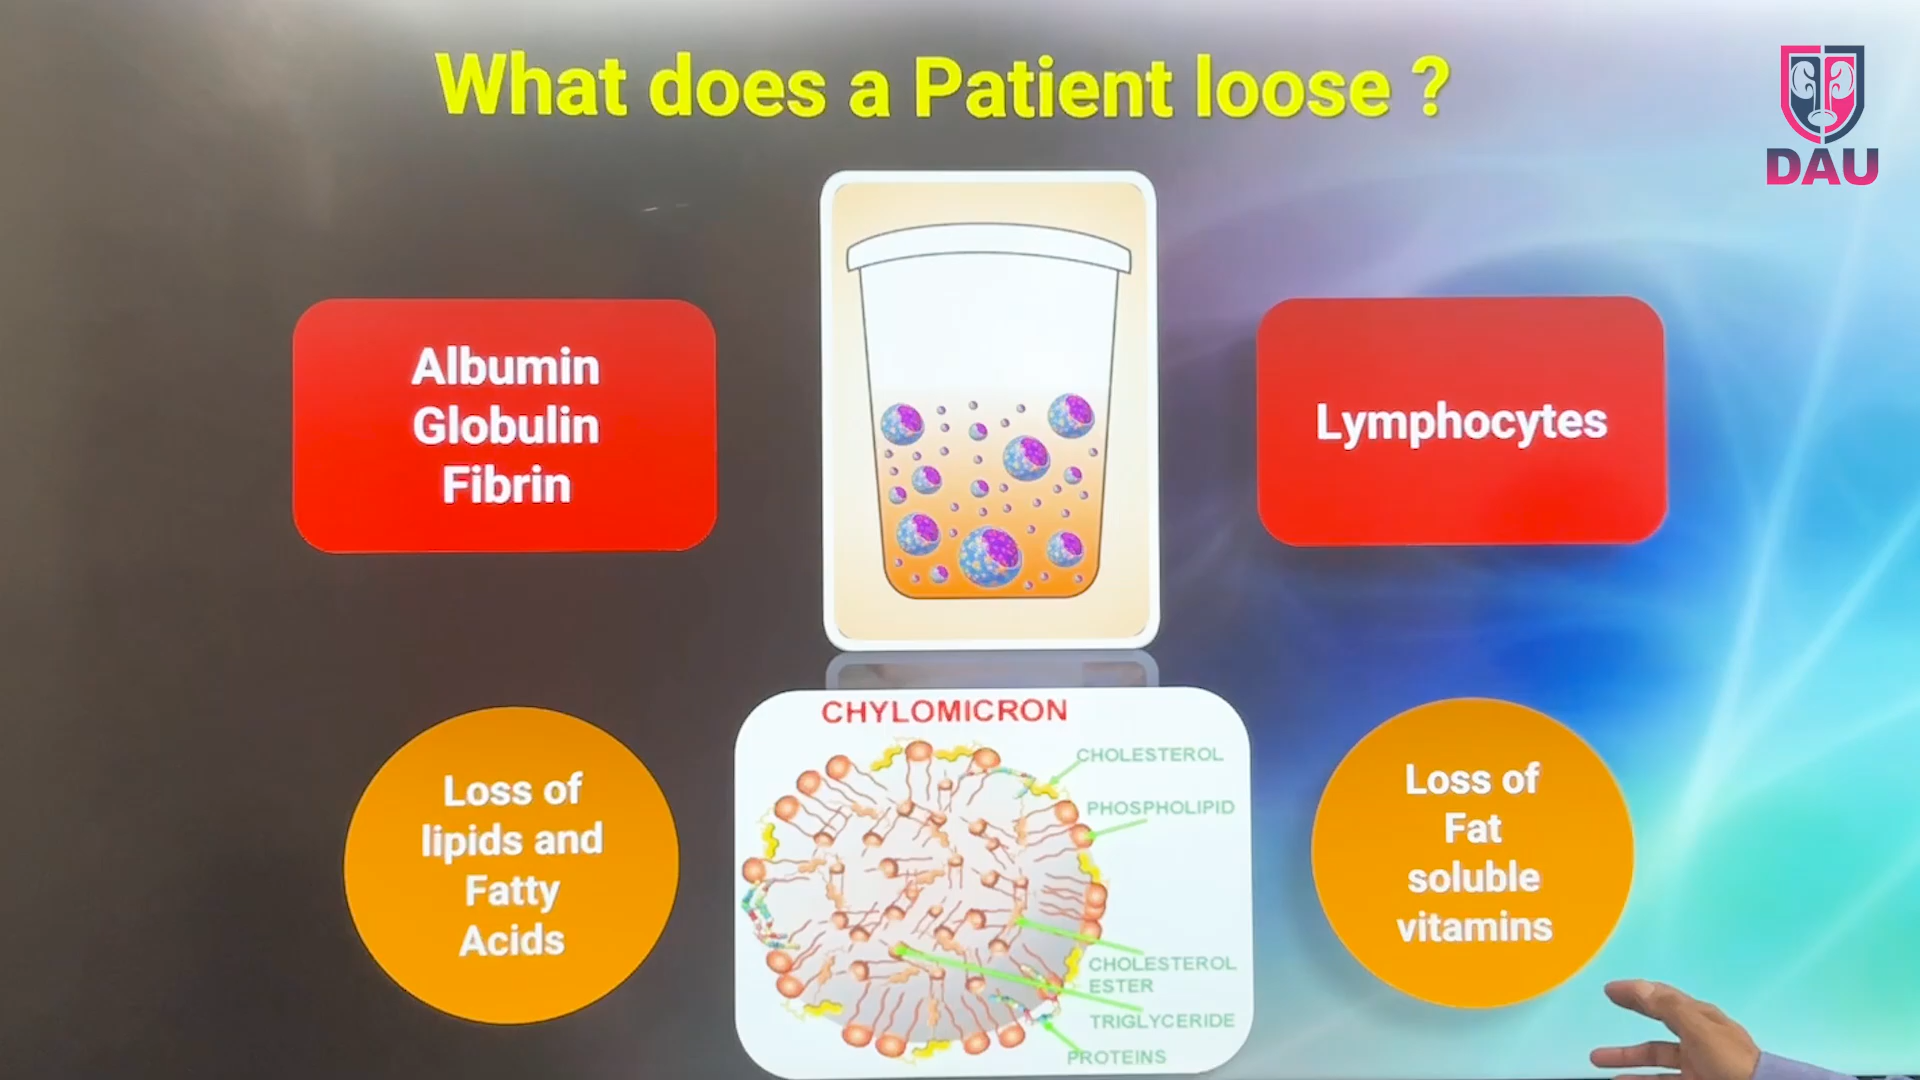 What does a Patient loose ?
DAU
Albumin
Globulin
Fibrin
Lymphocytes
Loss of
lipids and
Fatty
Acids
CHYLOMICRON
CHOLESTEROL
PHOSPHOLIPID
CHOLESTEROL
ESTER
TRIGLYCERIDE
PROTEINS
Loss of
Fat
soluble
vitamins